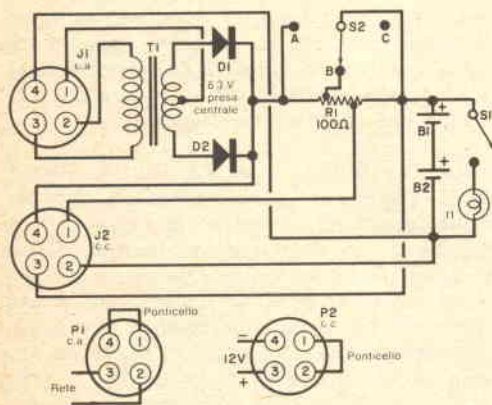 J1
c.a
4
1
3
2
T1
D1
6.3 V
presa
centrale
D2
A
S2
C
B
R1
100Ω
+
B1
+
B2
S1
I1
J2
c.c.
4
1
3
2
P1
c.a
Ponticello
4
1
3
2
Rete
P2
c.c
−
12V
+
4
1
3
2
Ponticello